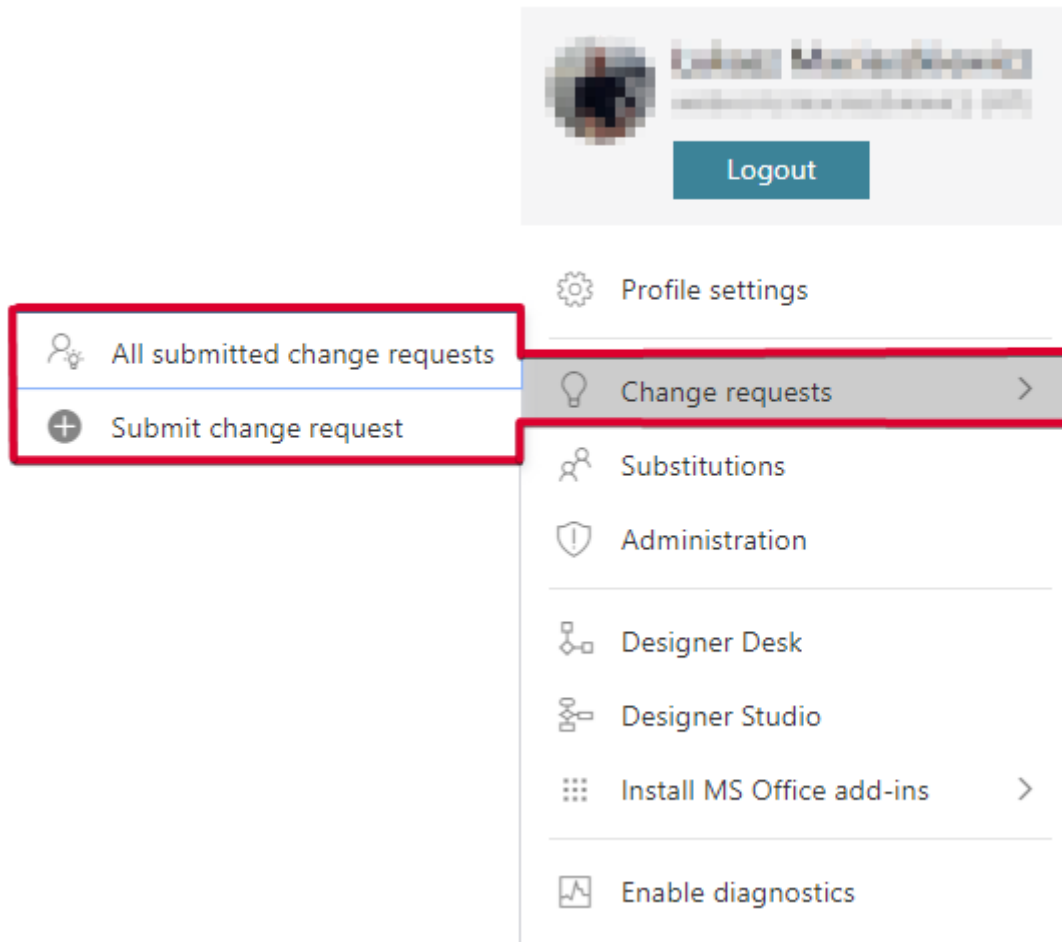 Logout
Profile settings
All submitted change requests
Submit change request
Change requests
Substitutions
Administration
Designer Desk
Designer Studio
Install MS Office add-ins
Enable diagnostics